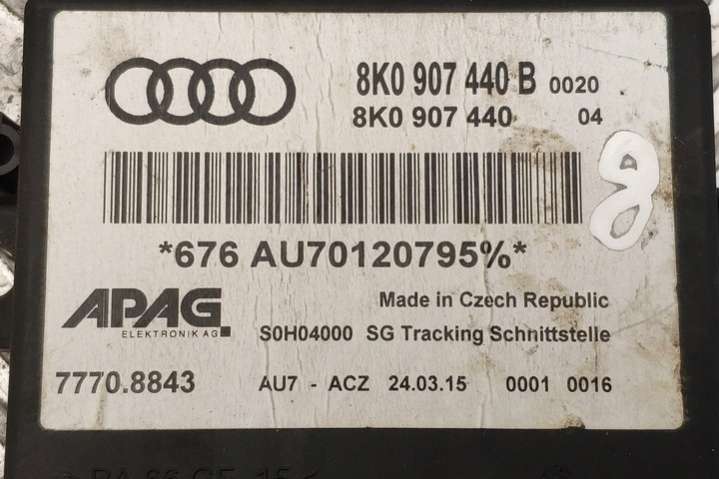 8K0 907 440 B 0020
8K0 907 440 04
8
*676 AU70120795%*
APAG
ELEKTRONIK AG
Made in Czech Republic
S0H04000 SG Tracking Schnittstelle
7770.8843 AU7 - ACZ 24.03.15 0001 0016